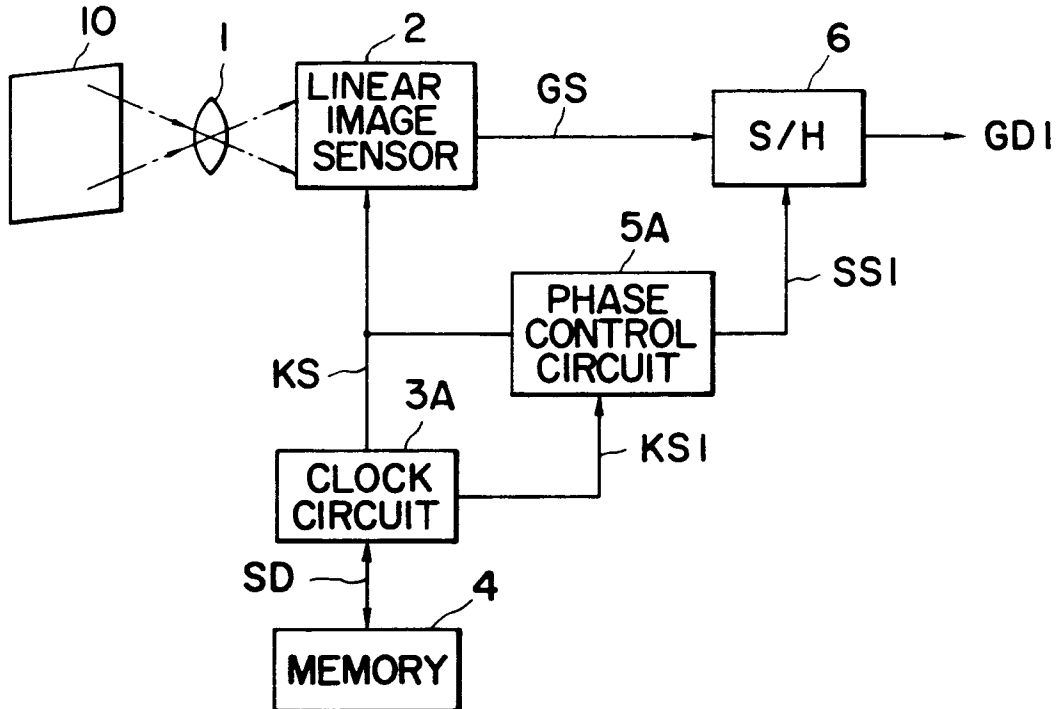 10
1
2
6
LINEAR
IMAGE
SENSOR
GS
S/H
GD1
5A
SS1
PHASE
CONTROL
CIRCUIT
KS
3A
KS1
CLOCK
CIRCUIT
SD
4
MEMORY